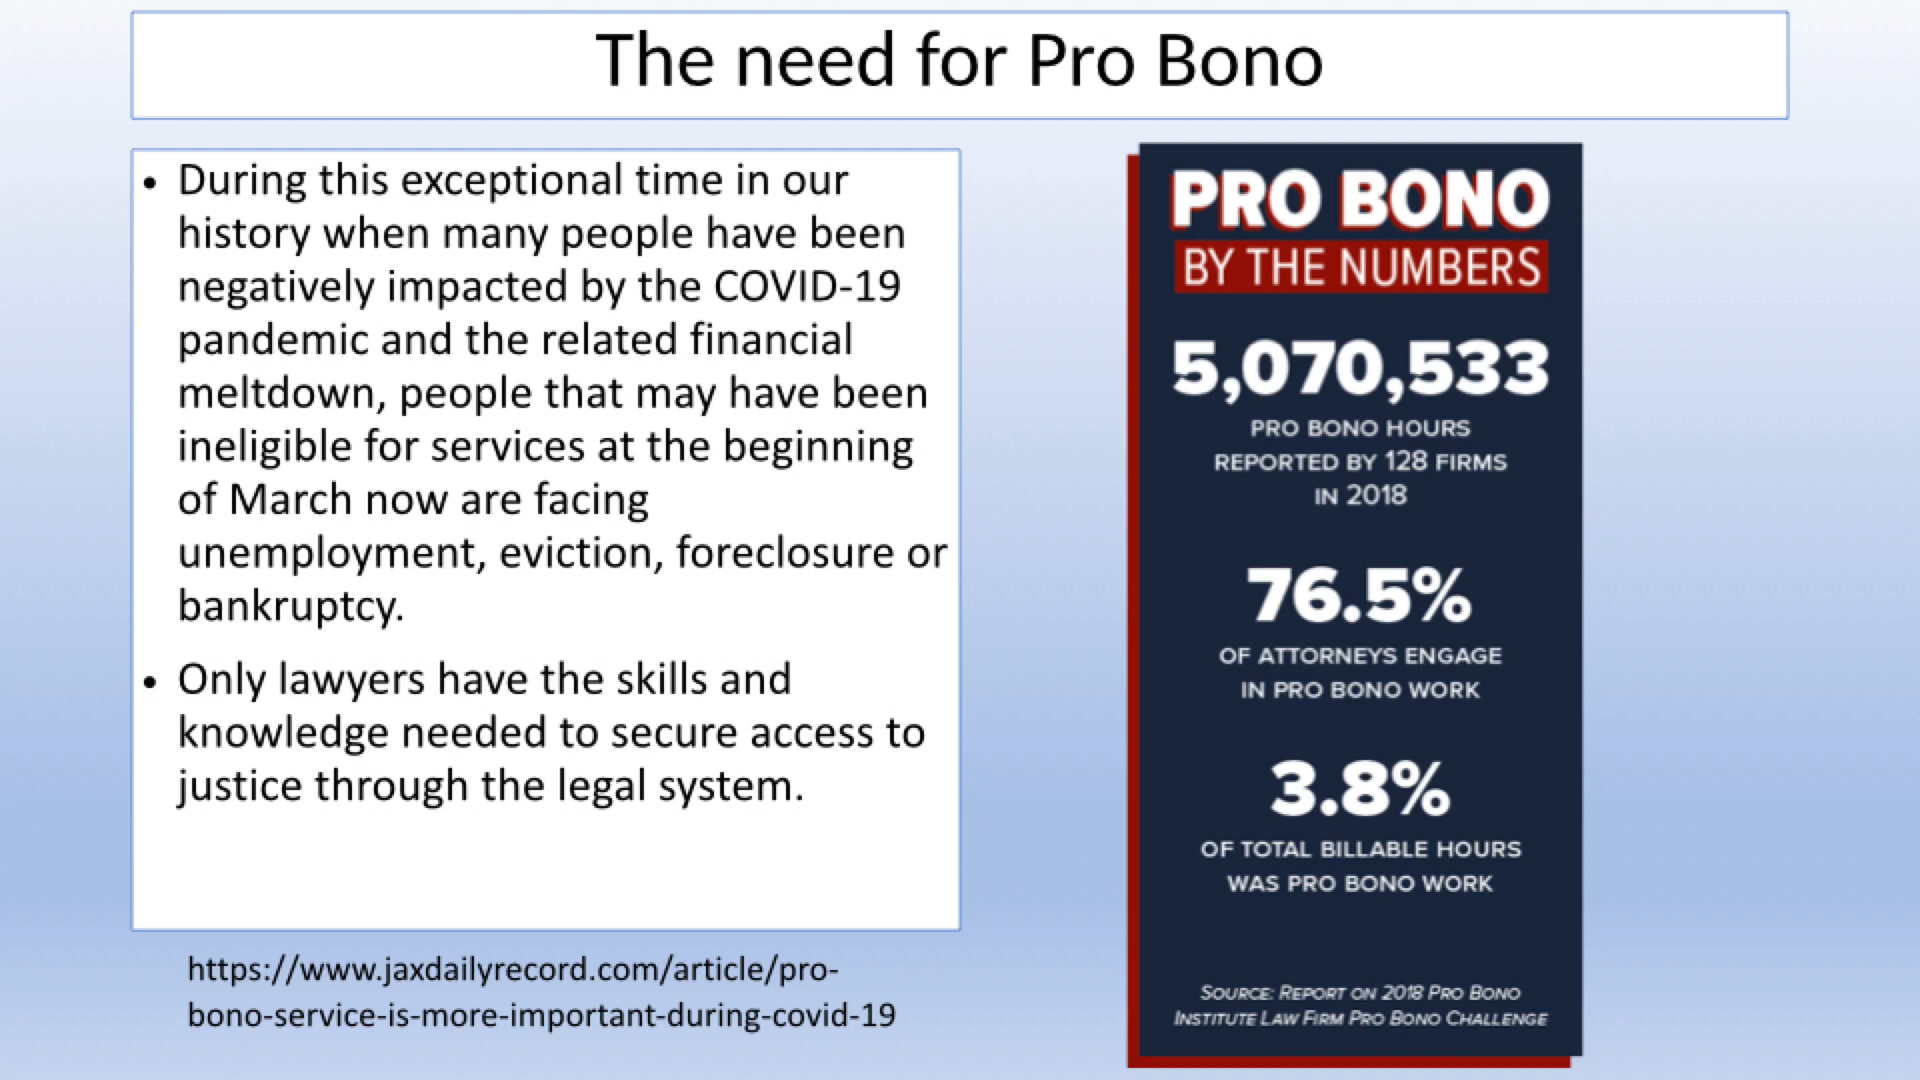 The need for Pro Bono
• During this exceptional time in our
history when many people have been
negatively impacted by the COVID-19
pandemic and the related financial
meltdown, people that may have been
ineligible for services at the beginning
of March now are facing
unemployment, eviction, foreclosure or
bankruptcy.
• Only lawyers have the skills and
knowledge needed to secure access to
justice through the legal system.
https://www.jaxdailyrecord.com/article/pro-
bono-service-is-more-important-during-covid-19
PRO BONO
BY THE NUMBERS
5,070,533
PRO BONO HOURS
REPORTED BY 128 FIRMS
IN 2018
76.5%
OF ATTORNEYS ENGAGE
IN PRO BONO WORK
3.8%
OF TOTAL BILLABLE HOURS
WAS PRO BONO WORK
SOURCE: REPORT ON 2018 PRO BONO
INSTITUTE LAW FIRM PRO BONO CHALLENGE